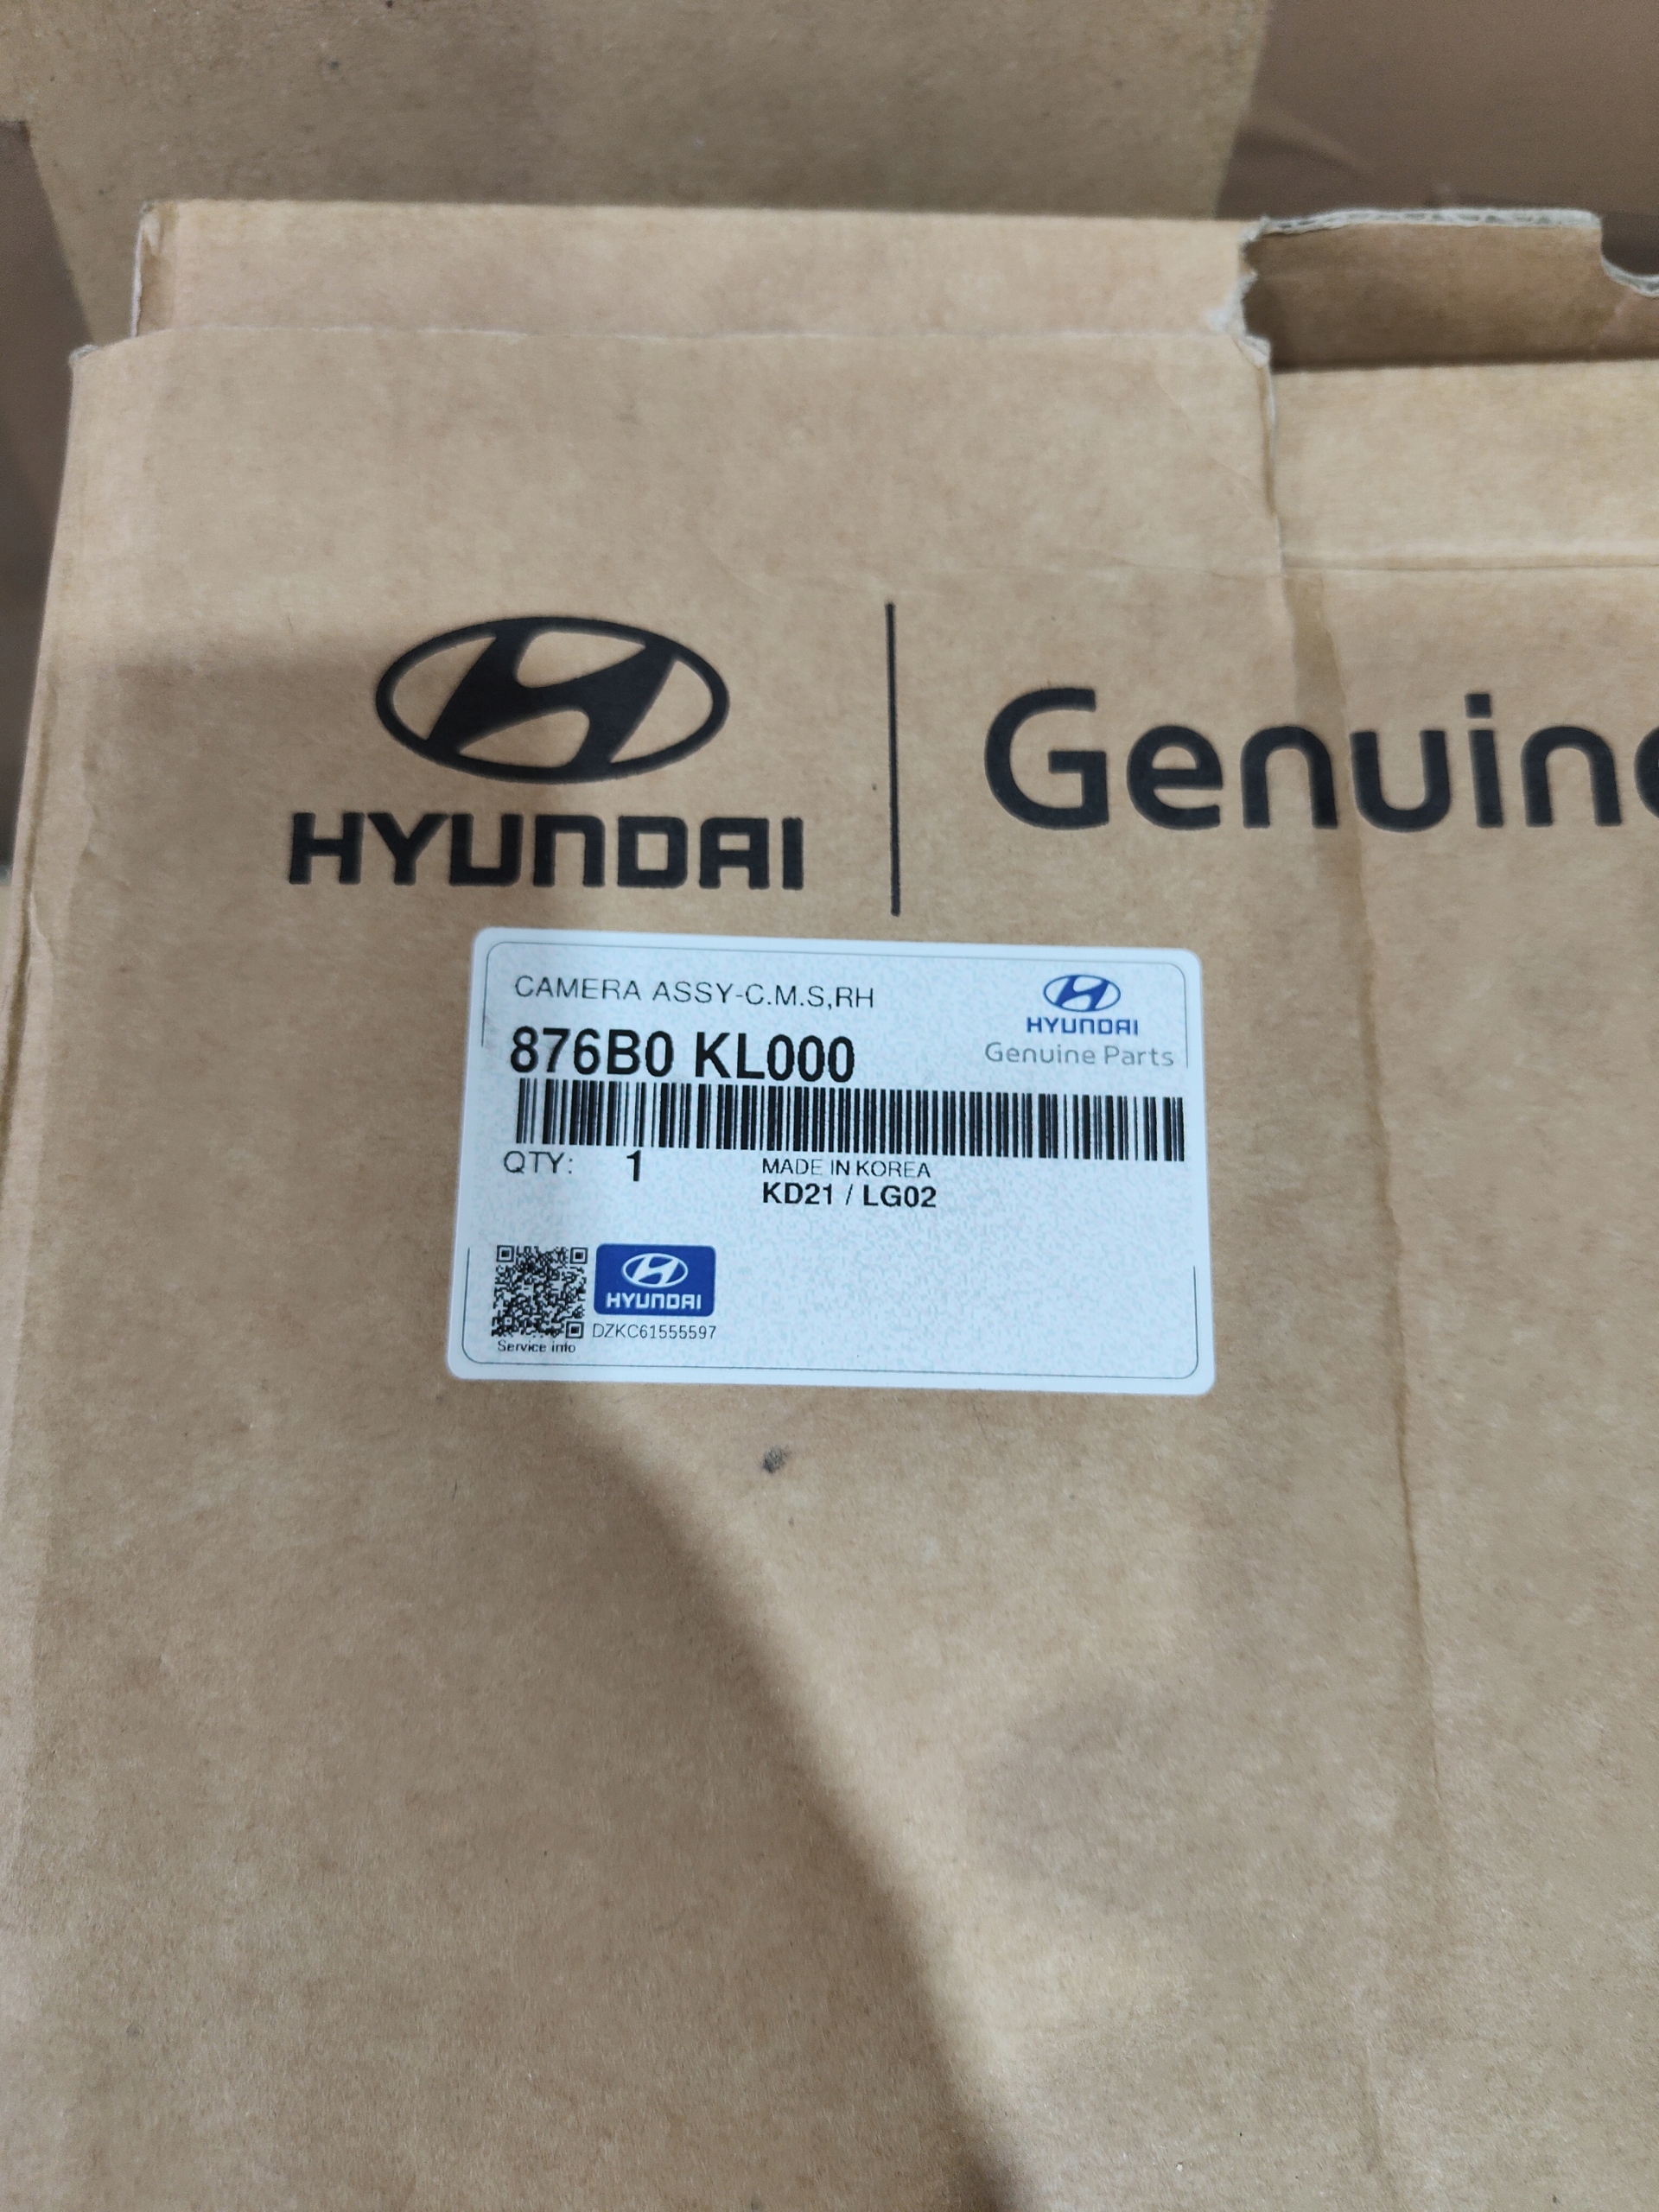 HYUNDAI
Genuine
CAMERA ASSY-C.M.S,RH
876B0 KL000
HYUNDAI
Genuine Parts
QTY: 1
MADE IN KOREA
KD21 / LG02
HYUNDAI
DZKC61555597
Service info